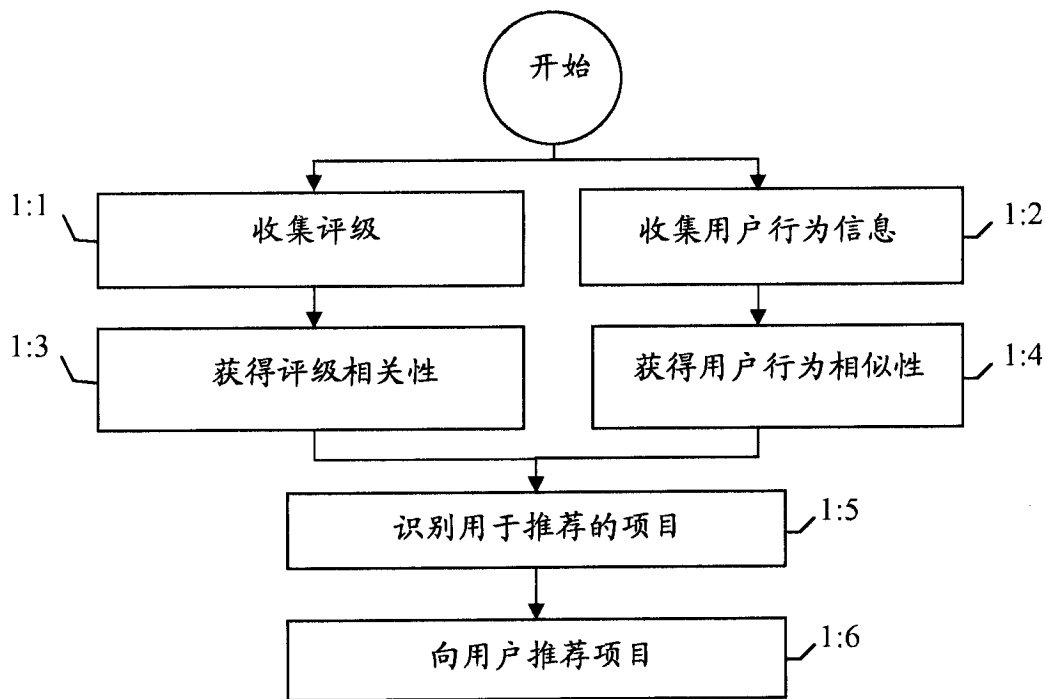 开始
1:1
收集评级
收集用户行为信息
1:2
1:3
获得评级相关性
获得用户行为相似性
1:4
识别用于推荐的项目
1:5
向用户推荐项目
1:6